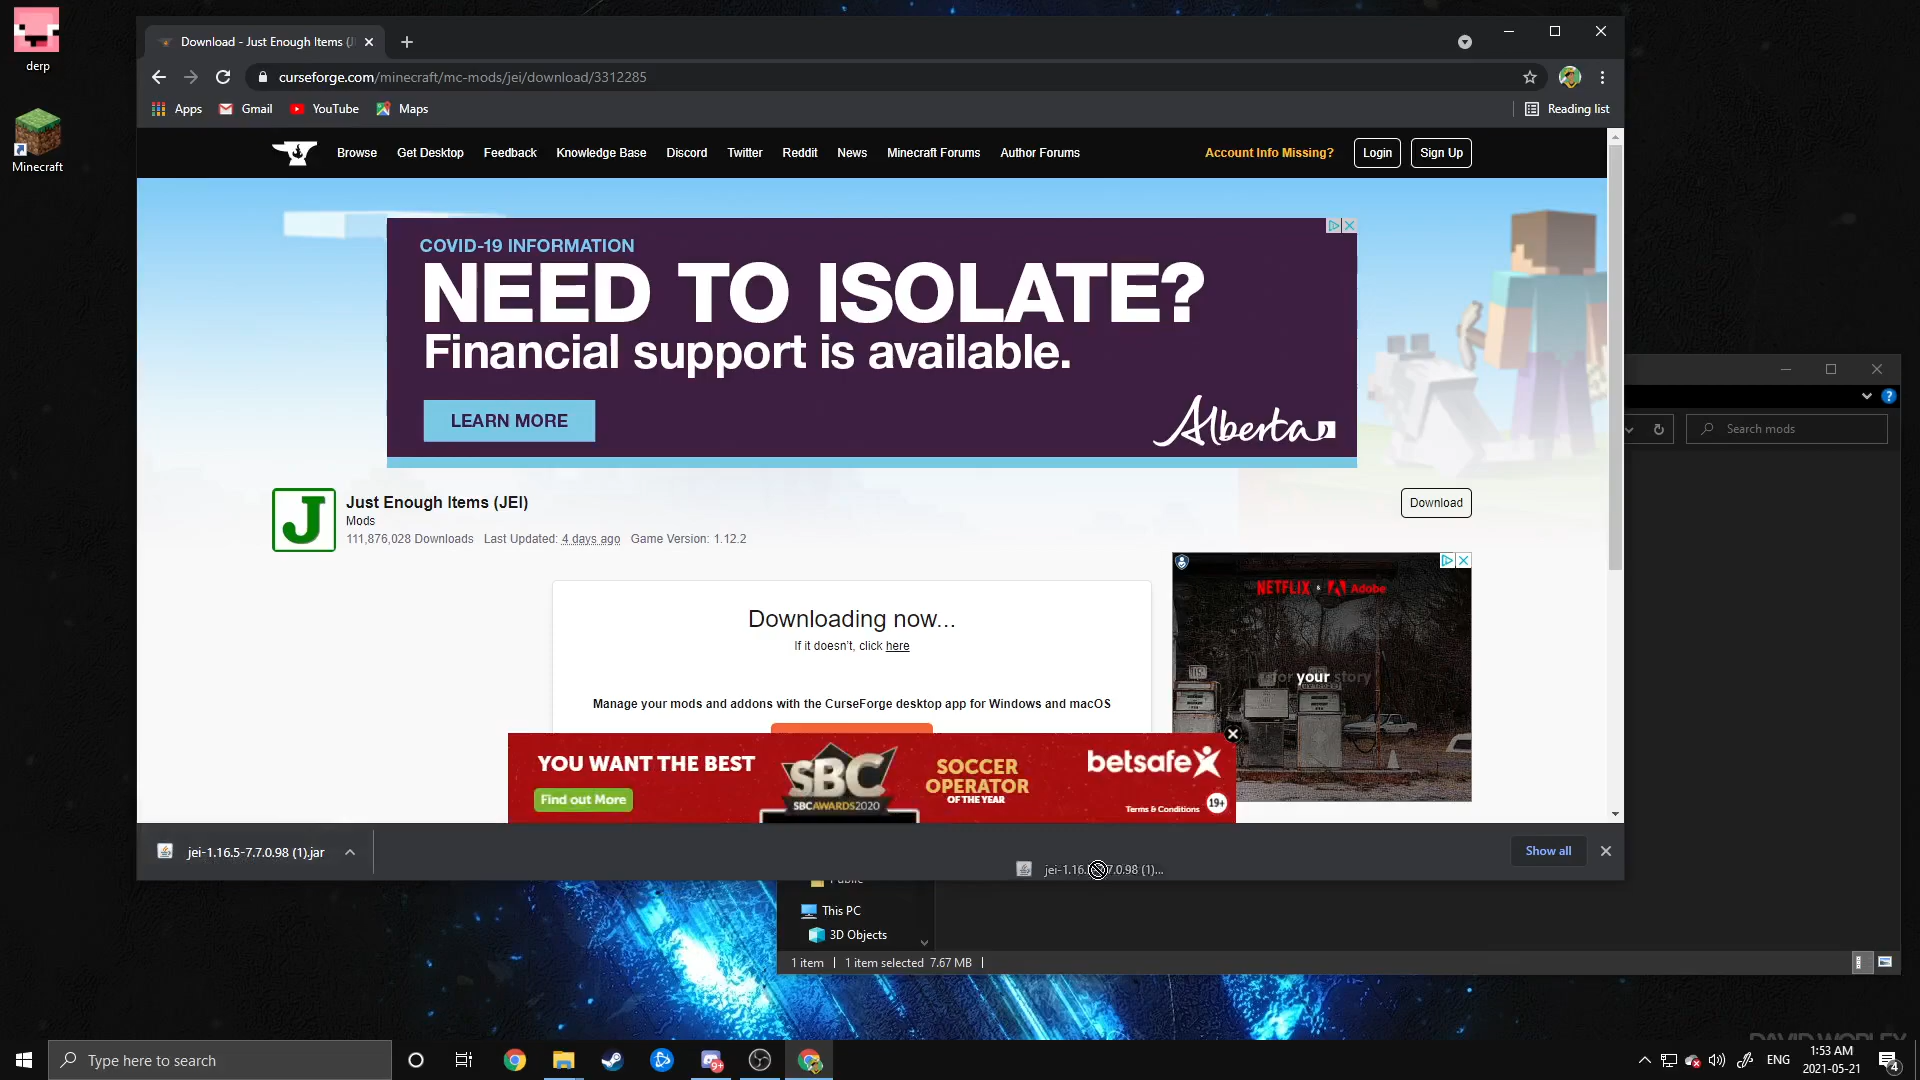 derp
Minecraft
Download - Just Enough Items (J
curseforge.com/minecraft/mc-mods/jei/download/3312285
Apps
Gmail
YouTube
Maps
Reading list
Browse
Get Desktop
Feedback
Knowledge Base
Discord
Twitter
Reddit
News
Minecraft Forums
Author Forums
Account Info Missing?
Login
Sign Up
COVID-19 INFORMATION
NEED TO ISOLATE?
Financial support is available.
LEARN MORE
Alberta
Search mods
Just Enough Items (JEI)
Mods
111,876,028 Downloads Last Updated: 4 days ago Game Version: 1.12.2
Download
Downloading now...
If it doesn't, click here
Manage your mods and addons with the CurseForge desktop app for Windows and macOS
NETFLIX & Adobe
for your story
YOU WANT THE BEST
Find out More
SBC
SBCAWARDS2020
SOCCER
OPERATOR
OF THE YEAR
betsafe
Terms & Conditions
19+
jei-1.16.5-7.7.0.98 (1).jar
7.0.98 (1)...
Show all
This PC
3D Objects
1 item
1 item selected 7.67 MB
Type here to search
9+
ENG
1:53 AM
2021-05-21
4